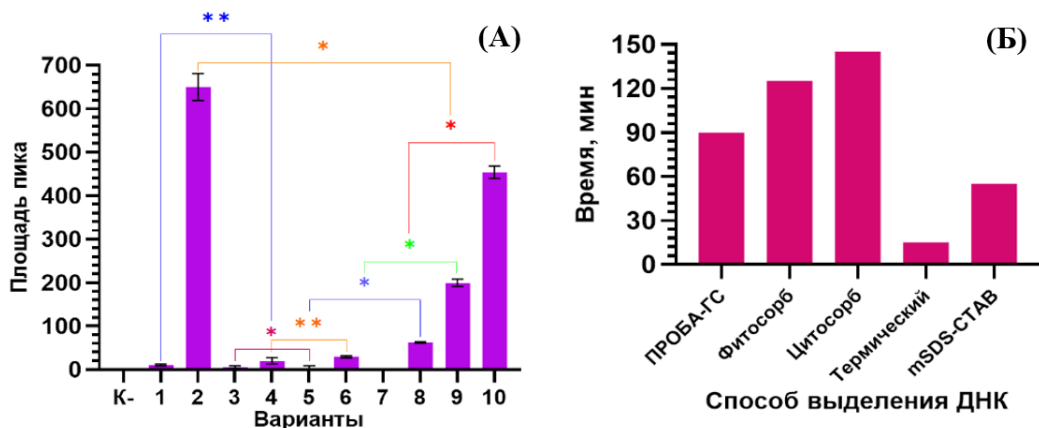 (А)
Площадь пика
700
600
500
400
300
200
100
0
**
*
*
*
*
*
**
К- 1 2 3 4 5 6 7 8 9 10
Варианты
(Б)
Время, мин
150
120
90
60
30
0
ПРОБА-ГС
Фитосорб
Цитосорб
Термический
mSDS-CTAB
Способ выделения ДНК